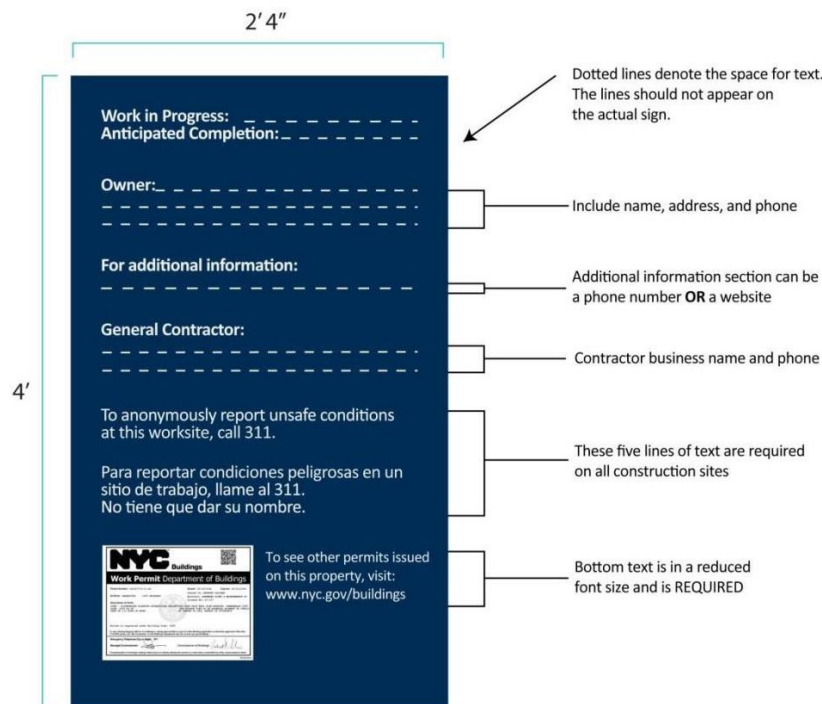 2' 4"
4'
Work in Progress:
Anticipated Completion:
Owner:
For additional information:
General Contractor:
To anonymously report unsafe conditions
at this worksite, call 311.
Para reportar condiciones peligrosas en un
sitio de trabajo, llame al 311.
No tiene que dar su nombre.
NYC Buildings
Work Permit Department of Buildings
To see other permits issued
on this property, visit:
www.nyc.gov/buildings
Dotted lines denote the space for text.
The lines should not appear on
the actual sign.
Include name, address, and phone
Additional information section can be
a phone number OR a website
Contractor business name and phone
These five lines of text are required
on all construction sites
Bottom text is in a reduced
font size and is REQUIRED